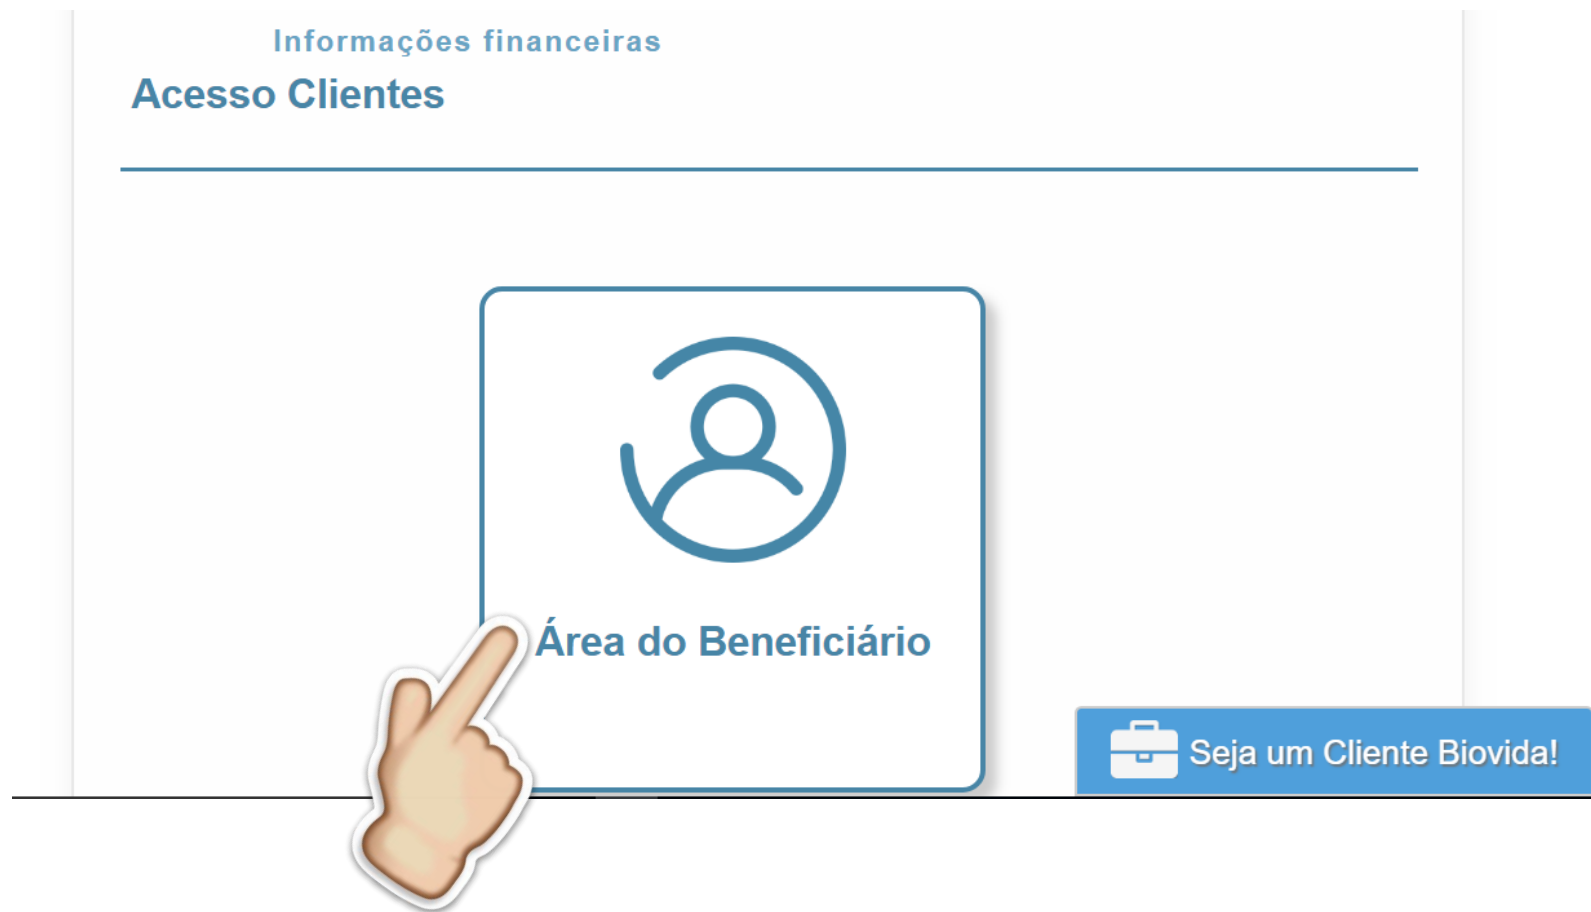 Informações financeiras
Acesso Clientes
Área do Beneficiário
Seja um Cliente Biovida!